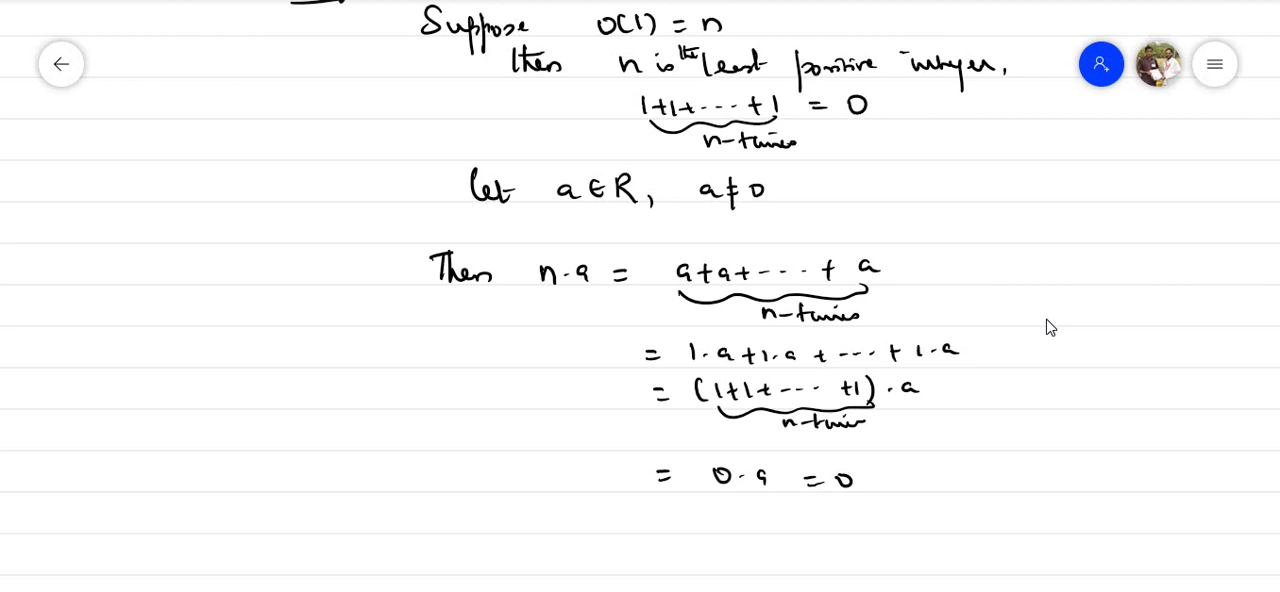 Suppose O(1) = n
then n is the least positive integer,
1+1+---+1 = 0
n-times
let a∈R, a≠0
Then n·a = a+a+---·+ a
n-times
= 1·a+1·a + ---·+ 1·a
= (1+1+---· +1)·a
n-times
= 0·a = 0